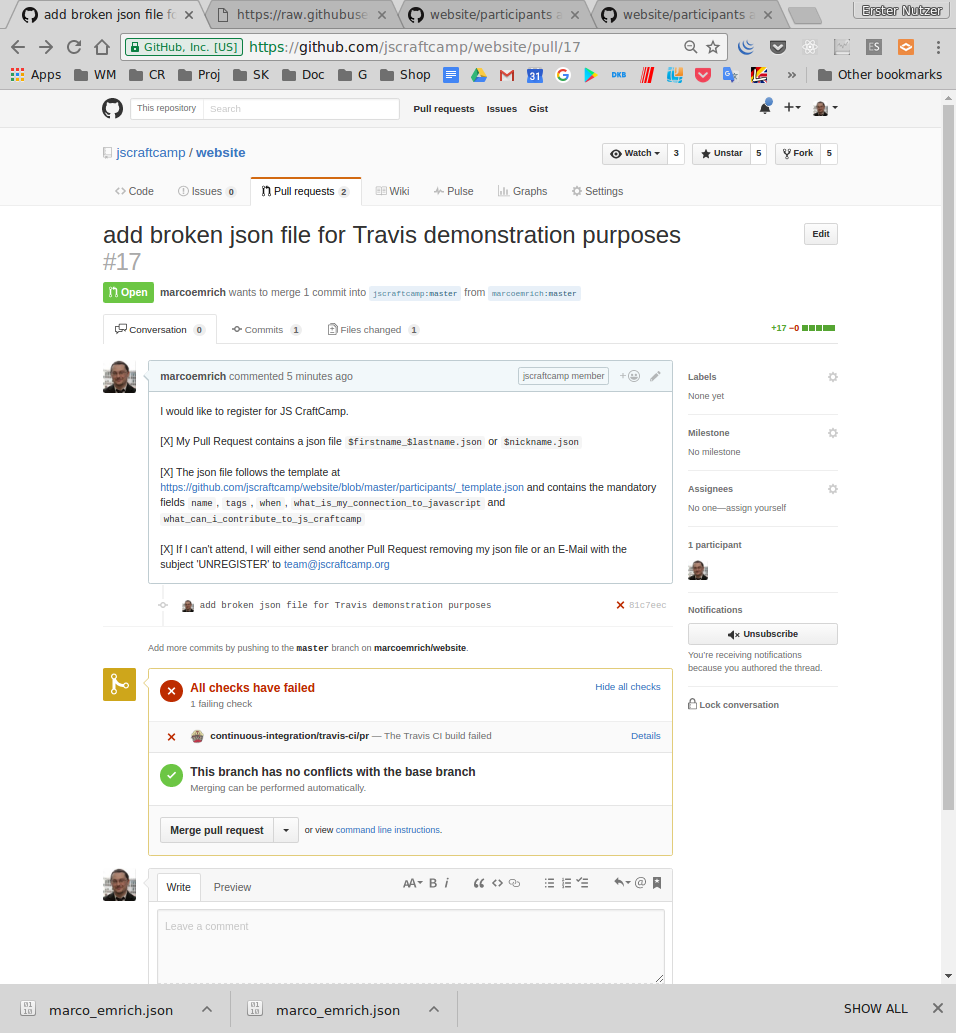 add broken json file fo
https://raw.githubuse
website/participants a
website/participants a
Erster Nutzer
GitHub, Inc. [US]
https://github.com/jscraftcamp/website/pull/17
Apps WM CR Proj SK Doc G Shop 31 DKB » Other bookmarks
This repository Search Pull requests Issues Gist
jscraftcamp / website
Watch 3 Unstar 5 Fork 5
Code Issues 0 Pull requests 2 Wiki Pulse Graphs Settings
add broken json file for Travis demonstration purposes
#17
Edit
Open marcoemrich wants to merge 1 commit into jscraftcamp:master from marcoemrich:master
Conversation 0 Commits 1 Files changed 1 +17 −0
marcoemrich commented 5 minutes ago jscraftcamp member
I would like to register for JS CraftCamp.
[X] My Pull Request contains a json file $firstname_$lastname.json or $nickname.json
[X] The json file follows the template at
https://github.com/jscraftcamp/website/blob/master/participants/_template.json and contains the mandatory
fields name , tags , when , what_is_my_connection_to_javascript and
what_can_i_contribute_to_js_craftcamp
[X] If I can't attend, I will either send another Pull Request removing my json file or an E-Mail with the
subject 'UNREGISTER' to team@jscraftcamp.org
add broken json file for Travis demonstration purposes 81c7eec
Add more commits by pushing to the master branch on marcoemrich/website.
All checks have failed Hide all checks
1 failing check
continuous-integration/travis-ci/pr — The Travis CI build failed Details
This branch has no conflicts with the base branch
Merging can be performed automatically.
Merge pull request or view command line instructions.
Write Preview AA B i “ <> @
Leave a comment
Labels
None yet
Milestone
No milestone
Assignees
No one—assign yourself
1 participant
Notifications
Unsubscribe
You're receiving notifications
because you authored the thread.
Lock conversation
marco_emrich.json marco_emrich.json SHOW ALL